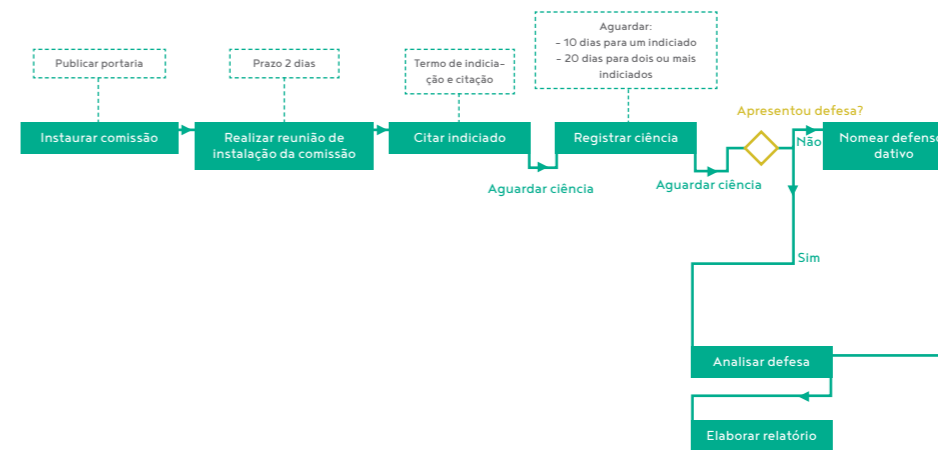 Aguardar:
- 10 dias para um indiciado
- 20 dias para dois ou mais
indiciados
Publicar portaria
Prazo 2 dias
Termo de indicia-
ção e citação
Apresentou defesa?
Instaurar comissão
Realizar reunião de
instalação da comissão
Citar indiciado
Registrar ciência
Não
Nomear defenso
dativo
Aguardar ciência
Aguardar ciência
Sim
Analisar defesa
Elaborar relatório